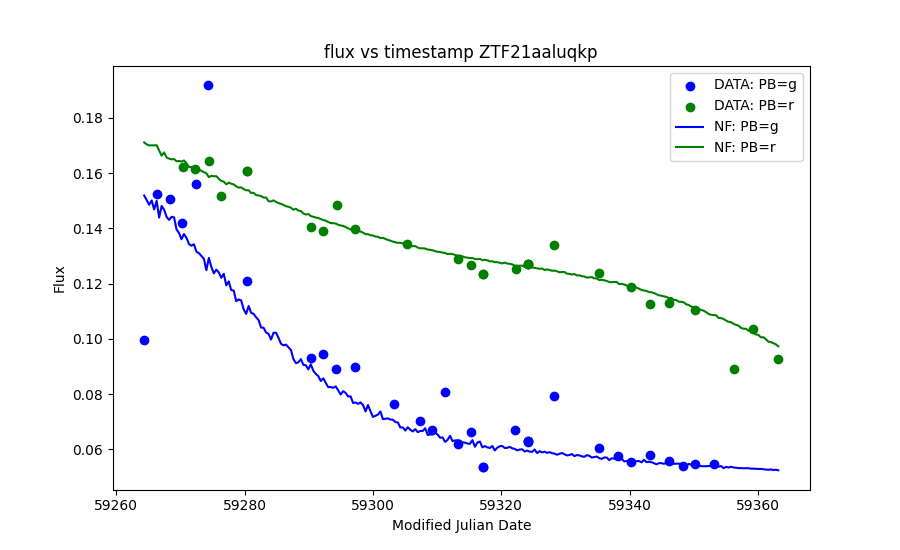 flux vs timestamp ZTF21aaluqkp
DATA: PB=g
DATA: PB=r
NF: PB=g
NF: PB=r
0.18
0.16
0.14
0.12
0.10
0.08
0.06
Flux
59260
59280
59300
59320
59340
59360
Modified Julian Date